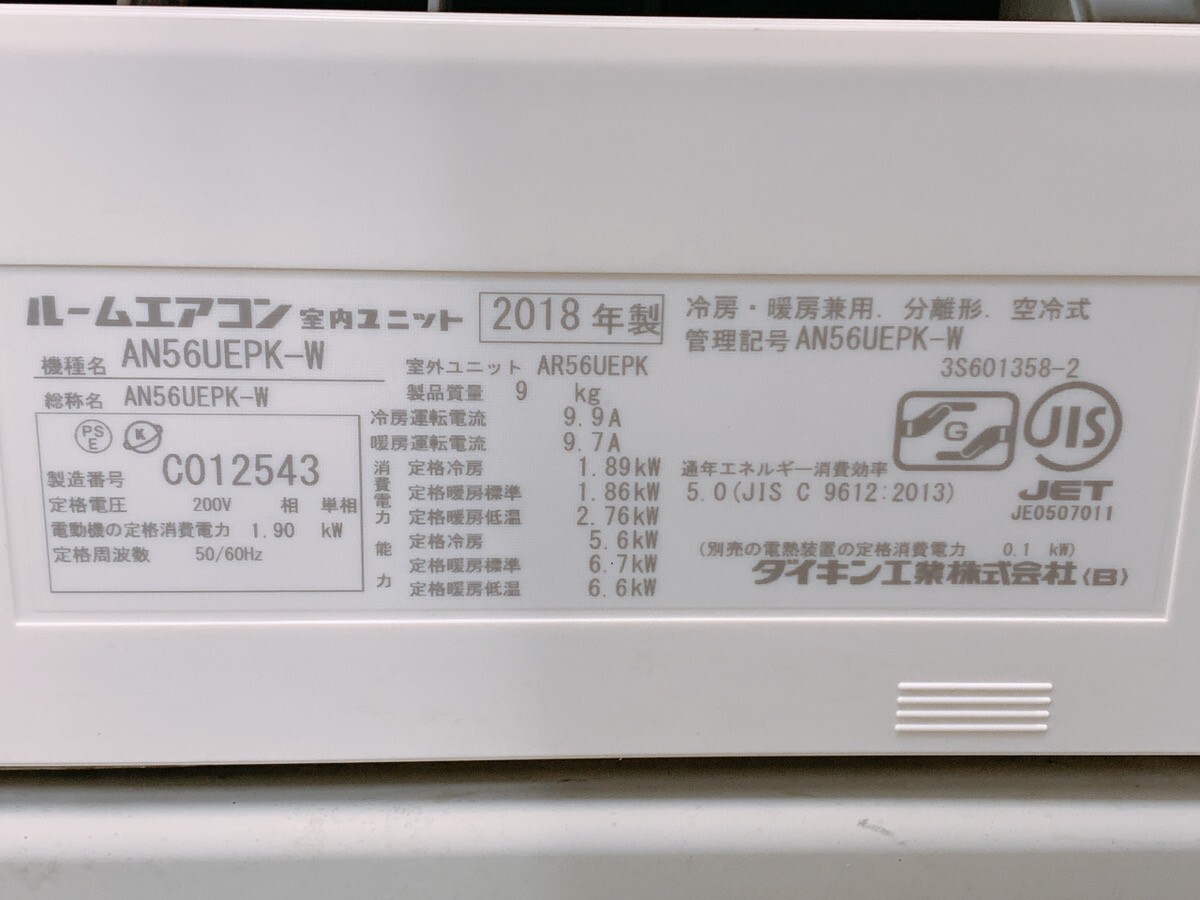 ルームエアコン 室内ユニット 2018年製
機種名 AN56UEPK-W
総称名 AN56UEPK-W
PS
E
K
製造番号 C012543
定格電圧 200V 相 単相
電動機の定格消費電力 1.90 kW
定格周波数 50/60Hz
室外ユニット AR56UEPK
製品質量 9 kg
冷房運転電流 9.9A
暖房運転電流 9.7A
消費電力
定格冷房 1.89kW
定格暖房標準 1.86kW
定格暖房低温 2.76kW
能力
定格冷房 5.6kW
定格暖房標準 6.7kW
定格暖房低温 6.6kW
冷房・暖房兼用. 分離形. 空冷式
管理記号 AN56UEPK-W
3S601358-2
G
JIS
通年エネルギー消費効率
5.0(JIS C 9612:2013)
JET
JE0507011
(別売の電熱装置の定格消費電力 0.1 kW)
ダイキン工業株式会社〈B〉